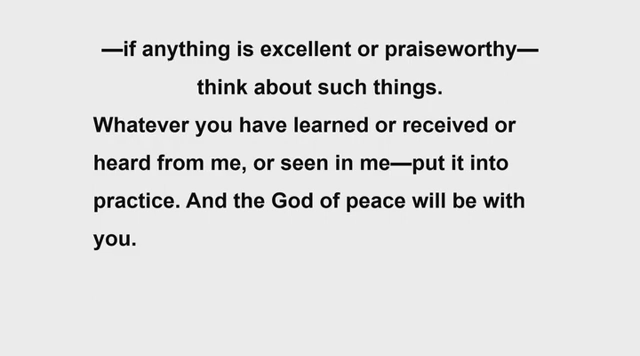 —if anything is excellent or praiseworthy—
think about such things.
Whatever you have learned or received or
heard from me, or seen in me—put it into
practice. And the God of peace will be with
you.